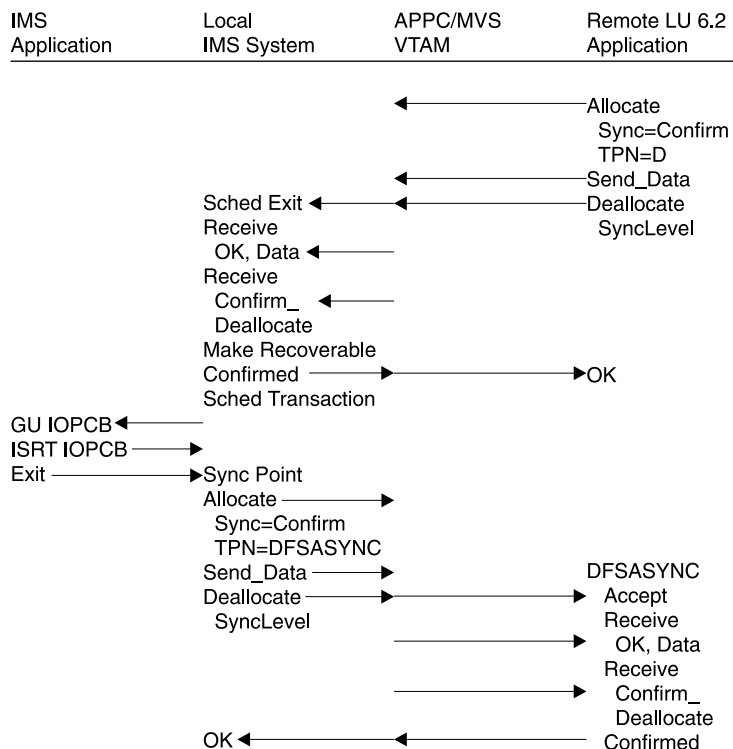 IMS Local APPC/MVS Remote LU 6.2
Application IMS System VTAM Application
Allocate
Sync=Confirm
TPN=D
Send_Data
Sched Exit Deallocate
Receive SyncLevel
OK, Data
Receive
Confirm_
Deallocate
Make Recoverable
Confirmed OK
Sched Transaction
GU IOPCB
ISRT IOPCB
Exit Sync Point
Allocate
Sync=Confirm
TPN=DFSASYNC
Send_Data DFSASYNC
Deallocate Accept
SyncLevel Receive
OK, Data
Receive
Confirm_
Deallocate
OK Confirmed